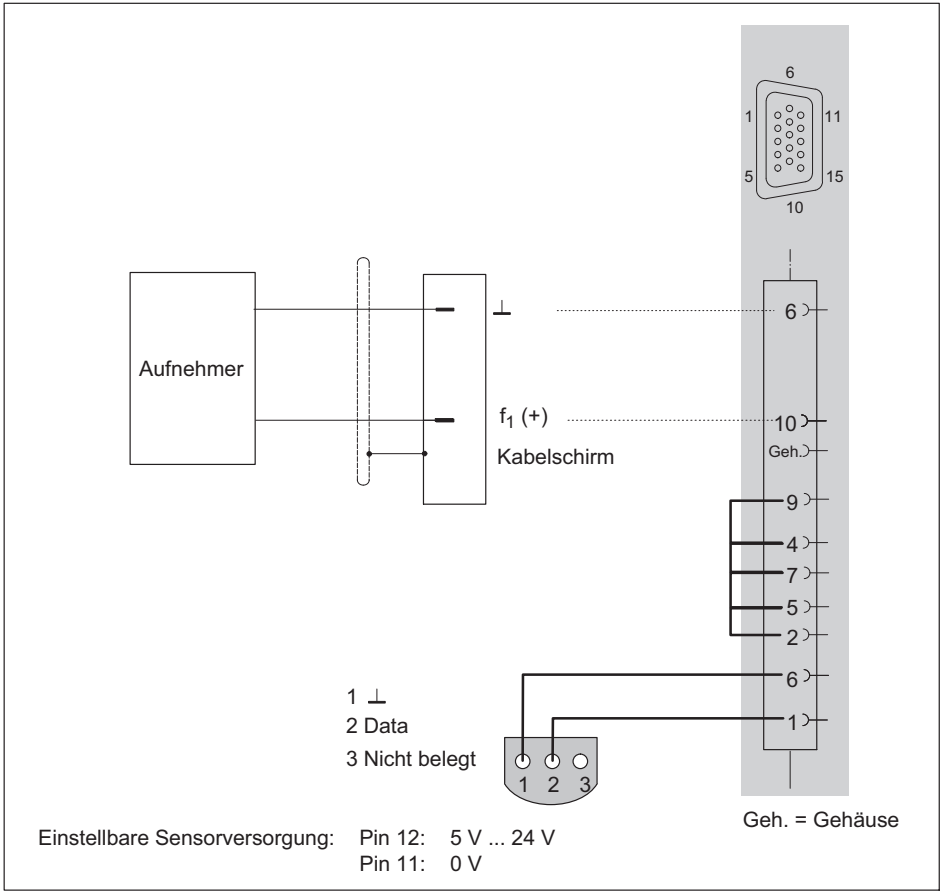 6
1 11
5 15
10
⊥ 6
Aufnehmer
f₁ (+) 10
Kabelschirm Geh.
9
4
7
5
2
6
1 ⊥
2 Data 1
3 Nicht belegt
1 2 3
Geh. = Gehäuse
Einstellbare Sensorversorgung: Pin 12: 5 V ... 24 V
Pin 11: 0 V